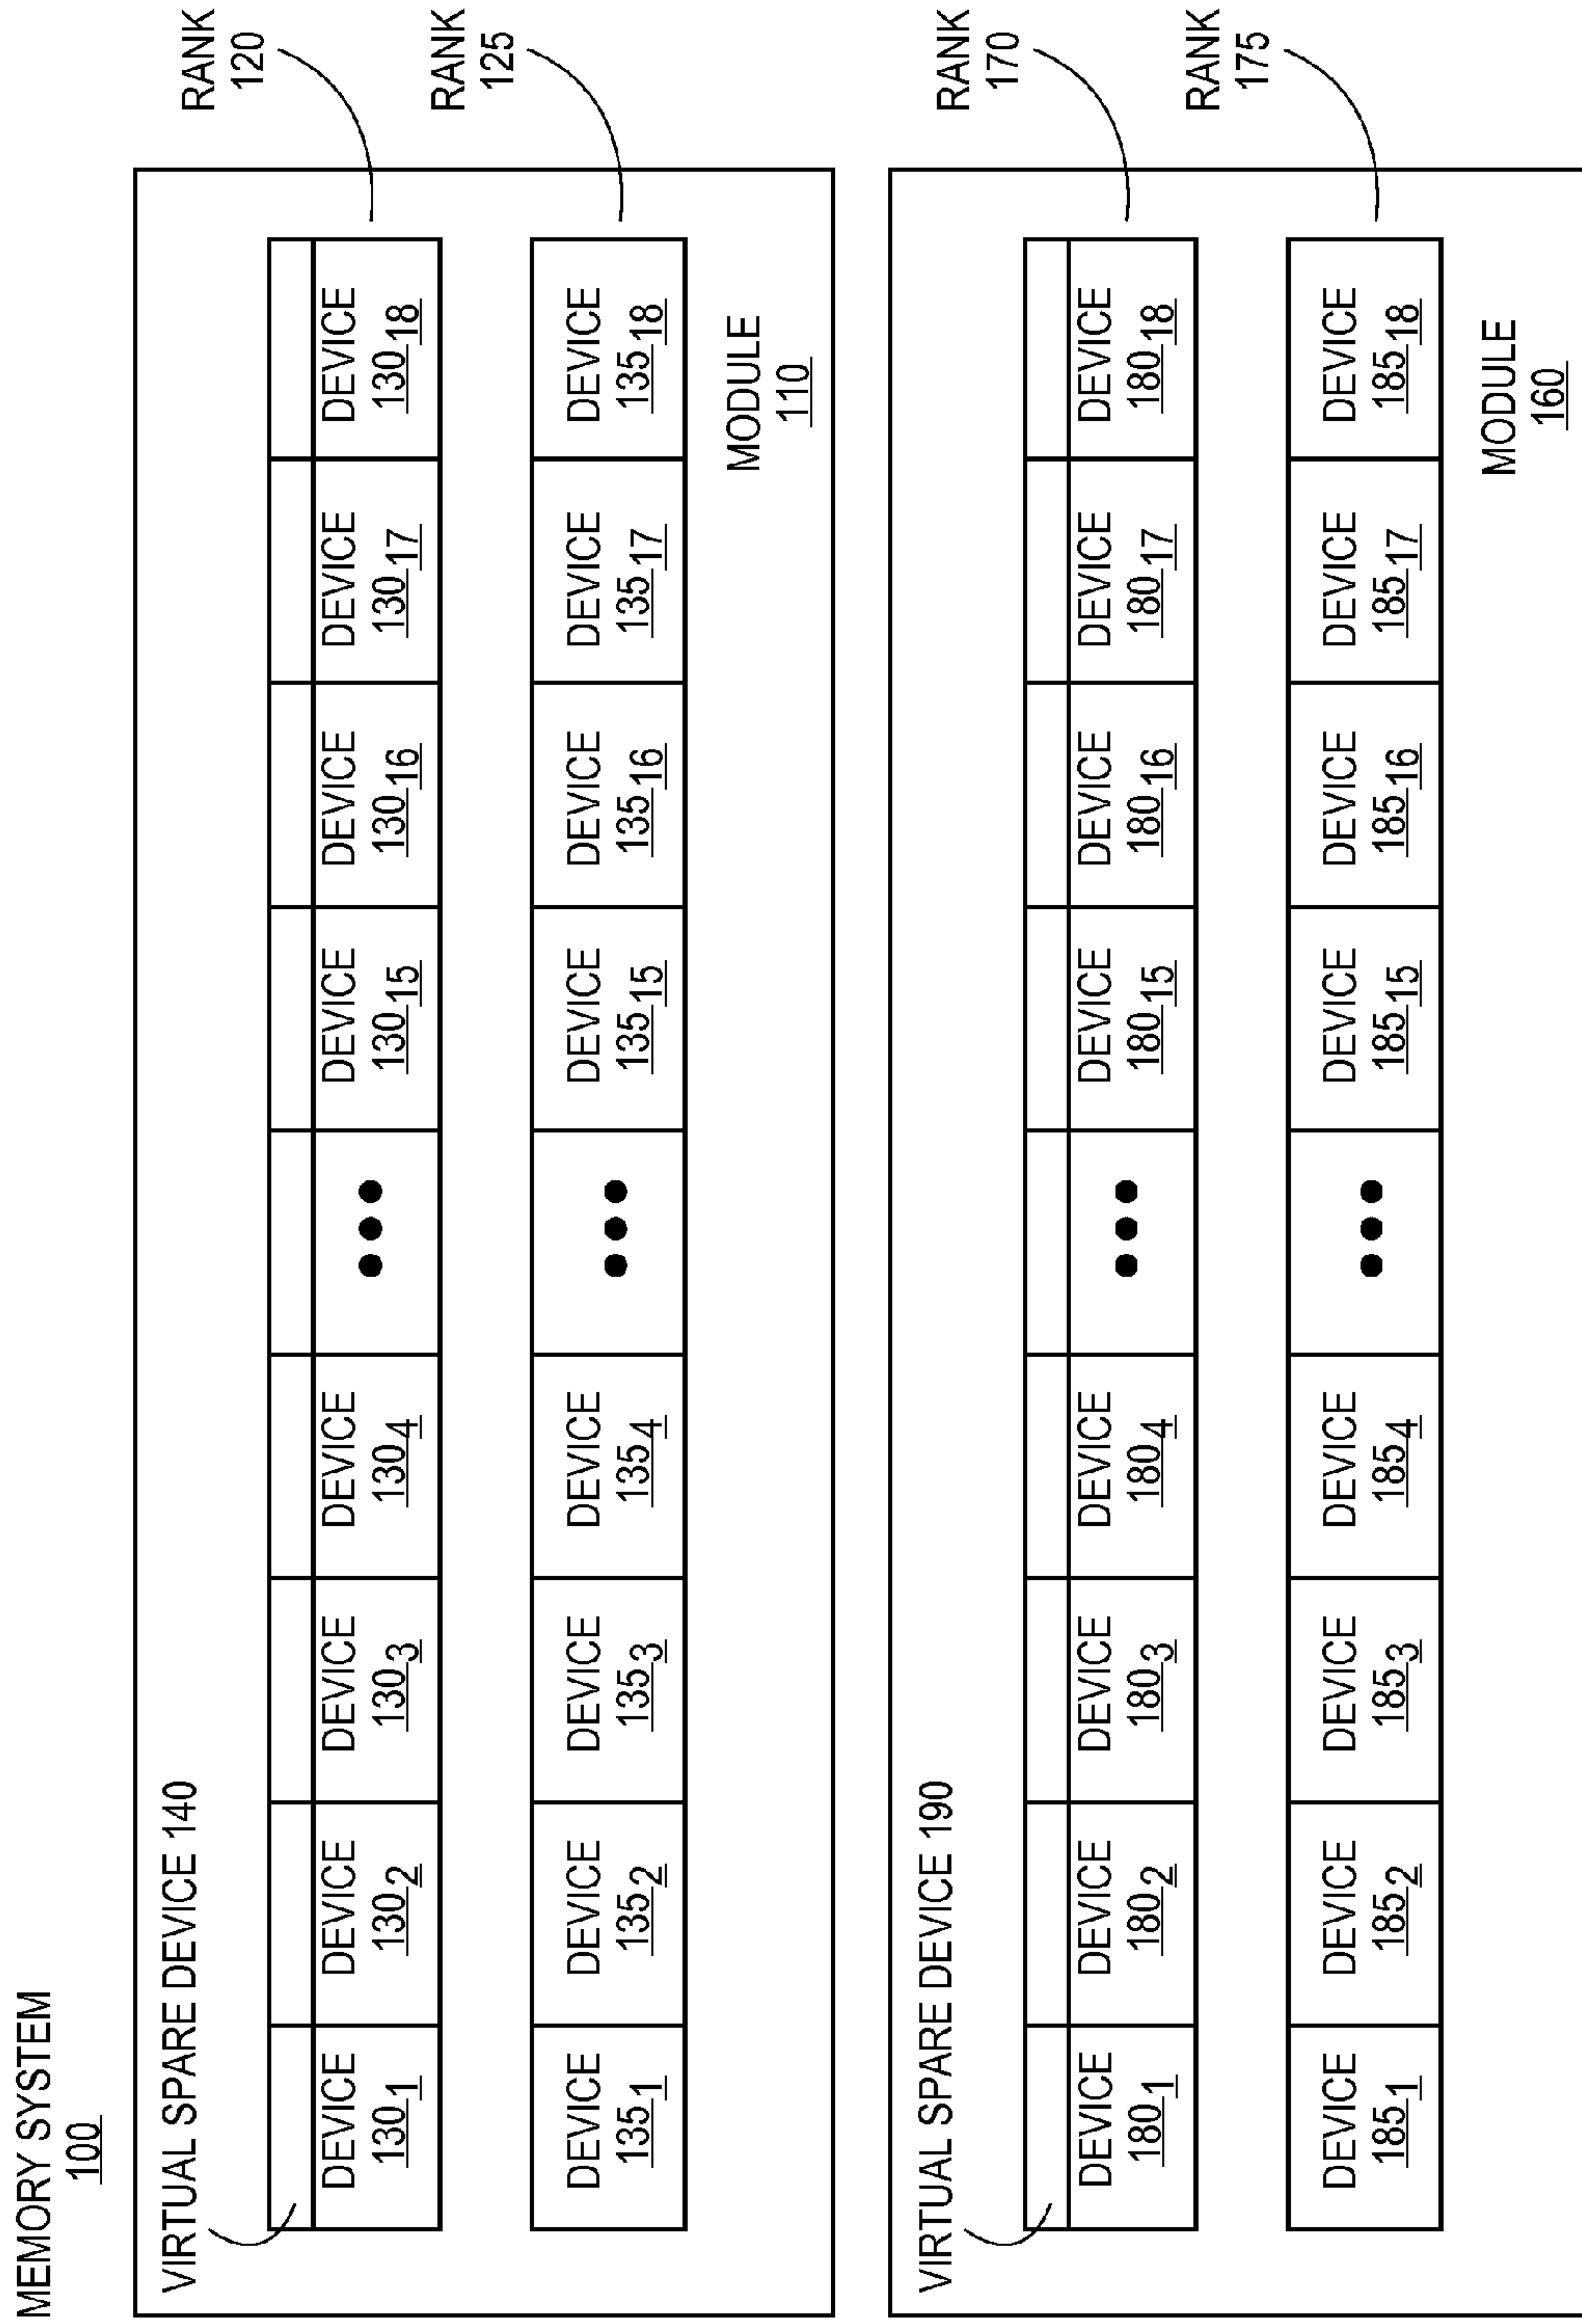 MEMORY SYSTEM
100
VIRTUAL SPARE DEVICE 140
RANK
120
DEVICE DEVICE DEVICE DEVICE ••• DEVICE DEVICE DEVICE DEVICE
130 1 130 2 130 3 130 4 130 15 130 16 130 17 130 18
RANK
125
DEVICE DEVICE DEVICE DEVICE ••• DEVICE DEVICE DEVICE DEVICE
135 1 135 2 135 3 135 4 135 15 135 16 135 17 135 18
MODULE
110
VIRTUAL SPARE DEVICE 190
RANK
170
DEVICE DEVICE DEVICE DEVICE ••• DEVICE DEVICE DEVICE DEVICE
180 1 180 2 180 3 180 4 180 15 180 16 180 17 180 18
RANK
175
DEVICE DEVICE DEVICE DEVICE ••• DEVICE DEVICE DEVICE DEVICE
185 1 185 2 185 3 185 4 185 15 185 16 185 17 185 18
MODULE
160